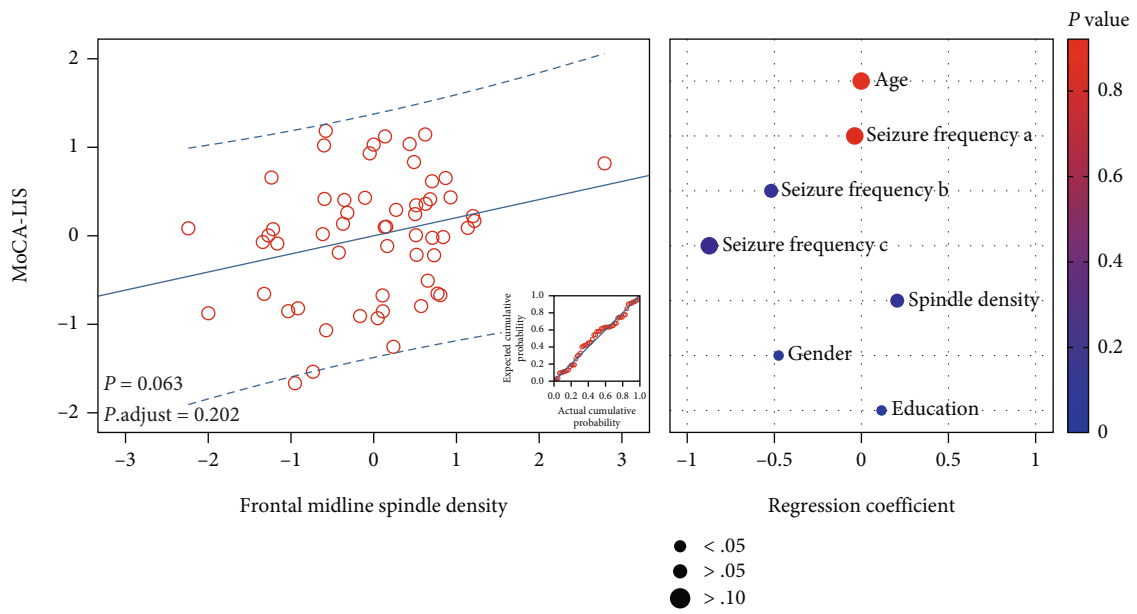 P value
2
1
0
−1
−2
MoCA-LIS
P = 0.063
P.adjust = 0.202
−3
−2
−1
0
1
2
3
Frontal midline spindle density
1.0
0.8
0.6
0.4
0.2
0.0
Expected cumulative
probability
0.0 0.2 0.4 0.6 0.8 1.0
Actual cumulative
probability
Age
Seizure frequency a
Seizure frequency b
Seizure frequency c
Spindle density
Gender
Education
−1
−0.5
0
0.5
1
Regression coefficient
0.8
0.6
0.4
0.2
0
< .05
> .05
> .10